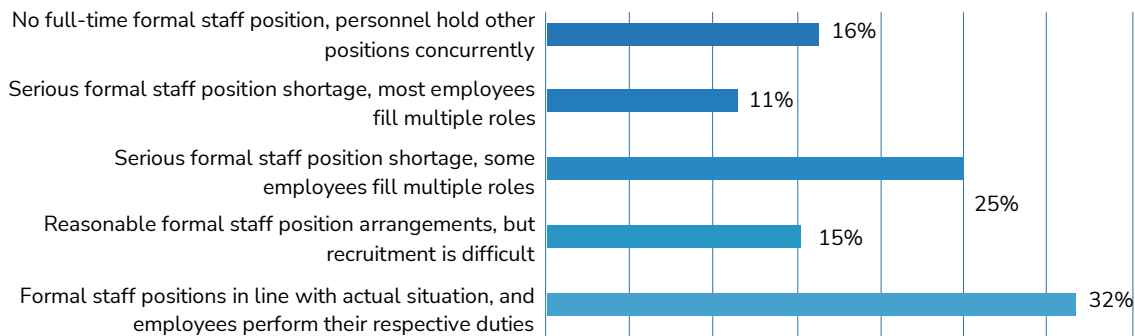 No full-time formal staff position, personnel hold other
positions concurrently
16%
Serious formal staff position shortage, most employees
fill multiple roles
11%
Serious formal staff position shortage, some
employees fill multiple roles
25%
Reasonable formal staff position arrangements, but
recruitment is difficult
15%
Formal staff positions in line with actual situation, and
employees perform their respective duties
32%